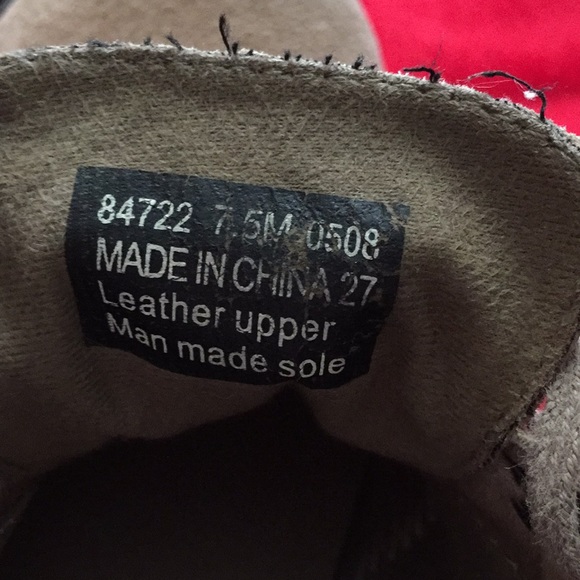 84722 7.5M 0508
MADE IN CHINA 27
Leather upper
Man made sole